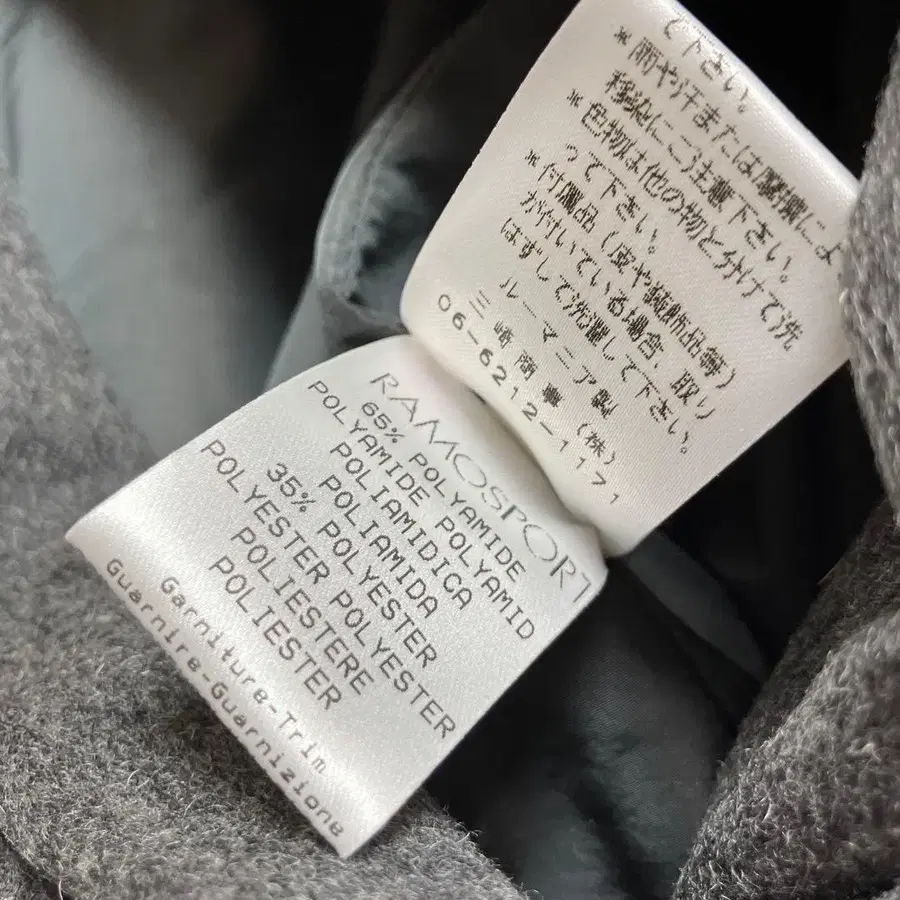 て下さい。
* 雨や汗または摩擦によ
移染にご注意下さい。
* 色物は他の物と分けて洗
って下さい。
* 付属品(皮や装飾品等)
が付いている場合、取り
はずして洗濯して下さい。
ルーマニア製
三崎商事(株)
06-6212-1171
RAMOSPORT
65% POLYAMIDE
POLYAMIDE POLYAMID
POLIAMIDICA
POLIAMIDA
35% POLYESTER
POLYESTER POLYESTER
POLIESTERE
POLIESTER
Garniture-Trim
Guarnire-Guarnizione